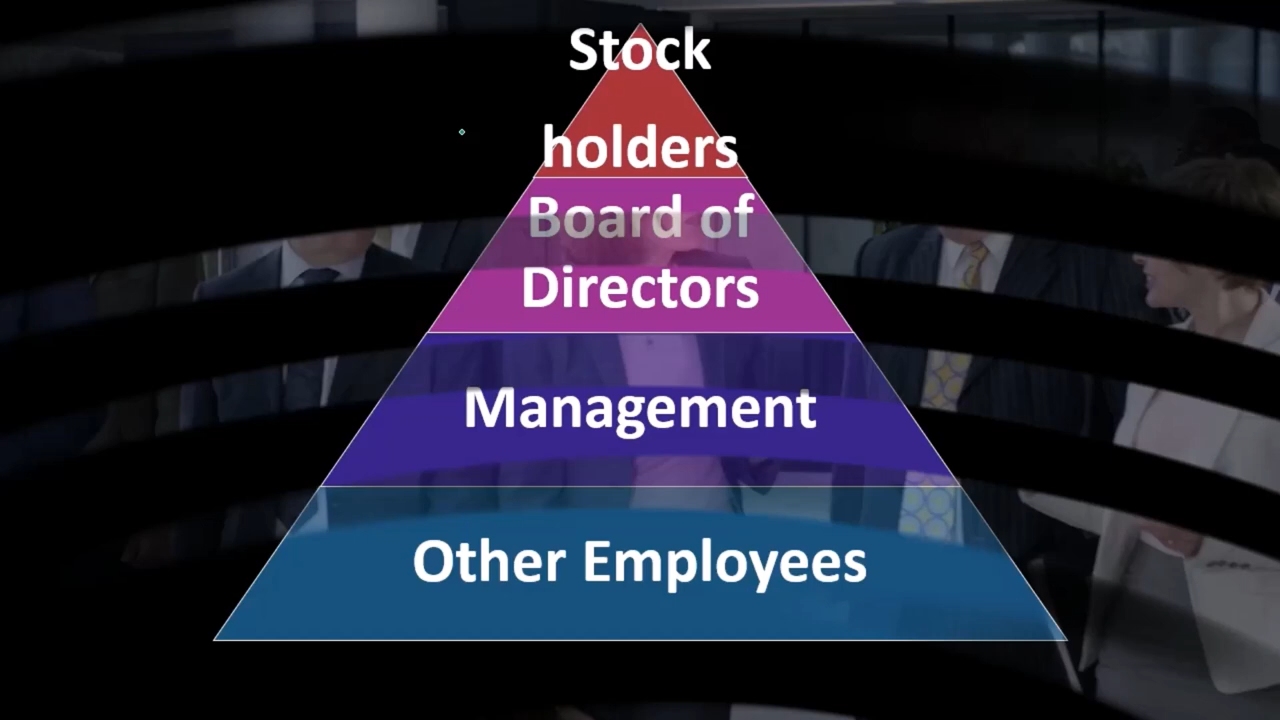 Stock
holders
Board of
Directors
Management
Other Employees